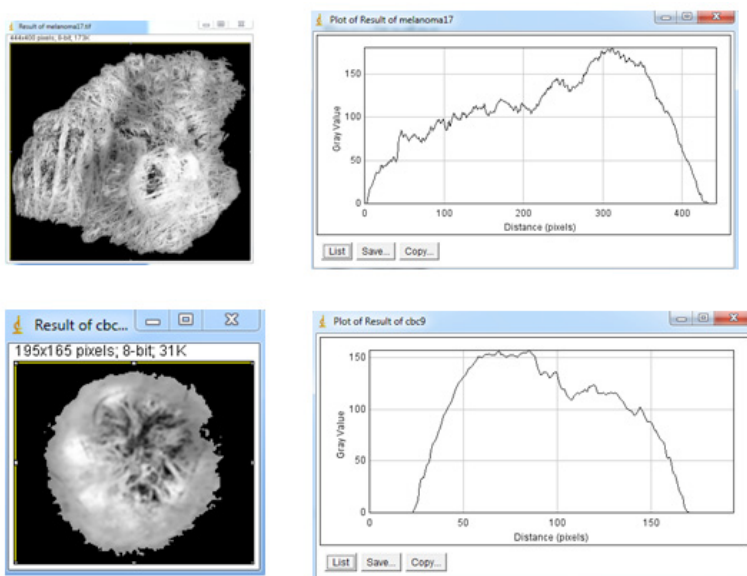 Result of melanoma17.tif
444x400 pixels; 8-bit; 173K
Plot of Result of melanoma17
150
100
50
0
0
100
200
300
400
Gray Value
Distance (pixels)
List Save... Copy...
Result of cbc...
195x165 pixels; 8-bit; 31K
Plot of Result of cbc9
150
100
50
0
0
50
100
150
Gray Value
Distance (pixels)
List Save... Copy...